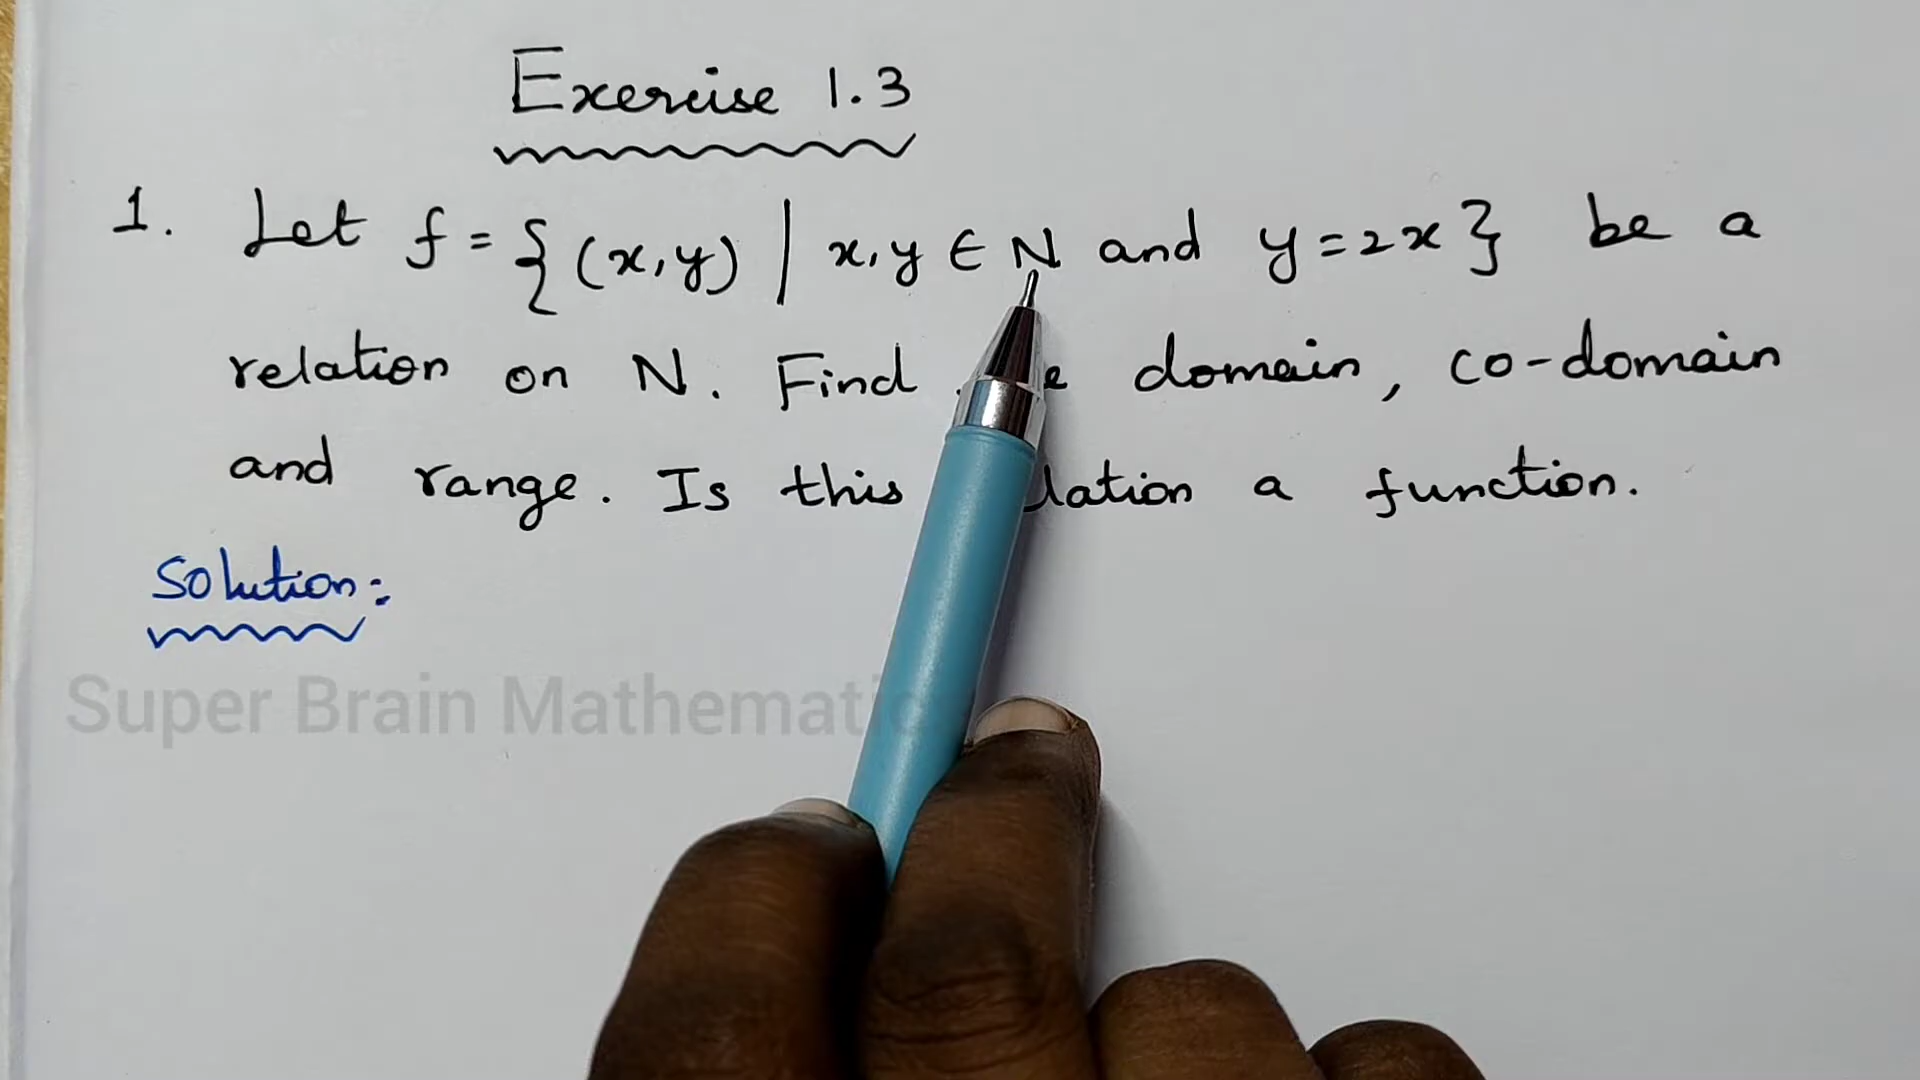 Exercise 1.3
1. Let f = {(x,y) | x,y ∈ N and y = 2x} be a
relation on N. Find domain, co-domain
and range. Is this a function.
Solution:
Super Brain